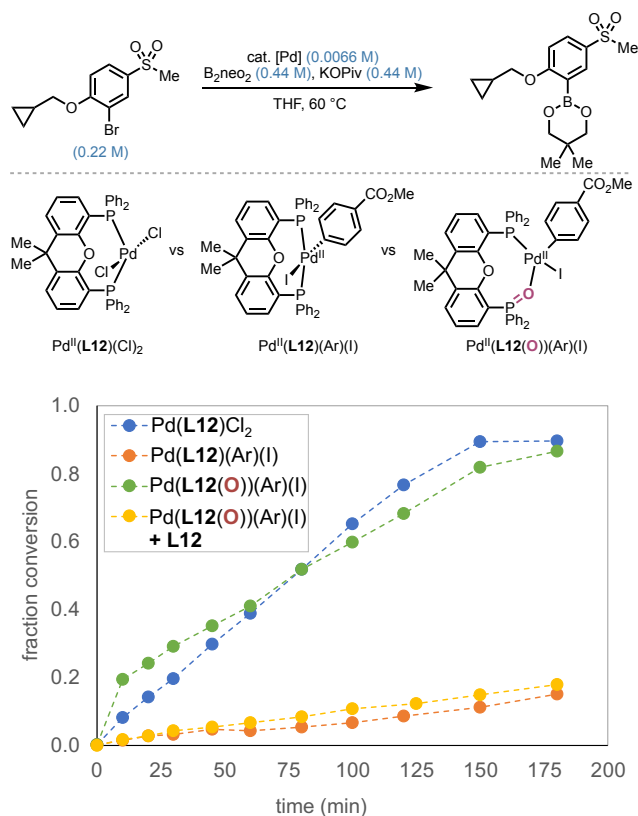 cat. [Pd] (0.0066 M)
B2neo2 (0.44 M), KOPiv (0.44 M)
THF, 60 °C
O O
S
Me
O
Br
(0.22 M)
O O
S
Me
O
B
O O
Me Me
Ph2
P
Cl
Me
Me
O
Pd
Cl
P
Ph2
vs
Ph2
P
CO2Me
Me
Me
O
PdII
I
P
Ph2
vs
Ph2
P
CO2Me
Me
Me
O
PdII
I
P
O
Ph2
PdII(L12)(Cl)2
PdII(L12)(Ar)(I)
PdII(L12(O))(Ar)(I)
1.0
0.8
0.6
0.4
0.2
0.0
fraction conversion
Pd(L12)Cl2
Pd(L12)(Ar)(I)
Pd(L12(O))(Ar)(I)
Pd(L12(O))(Ar)(I)
+ L12
0 25 50 75 100 125 150 175 200
time (min)